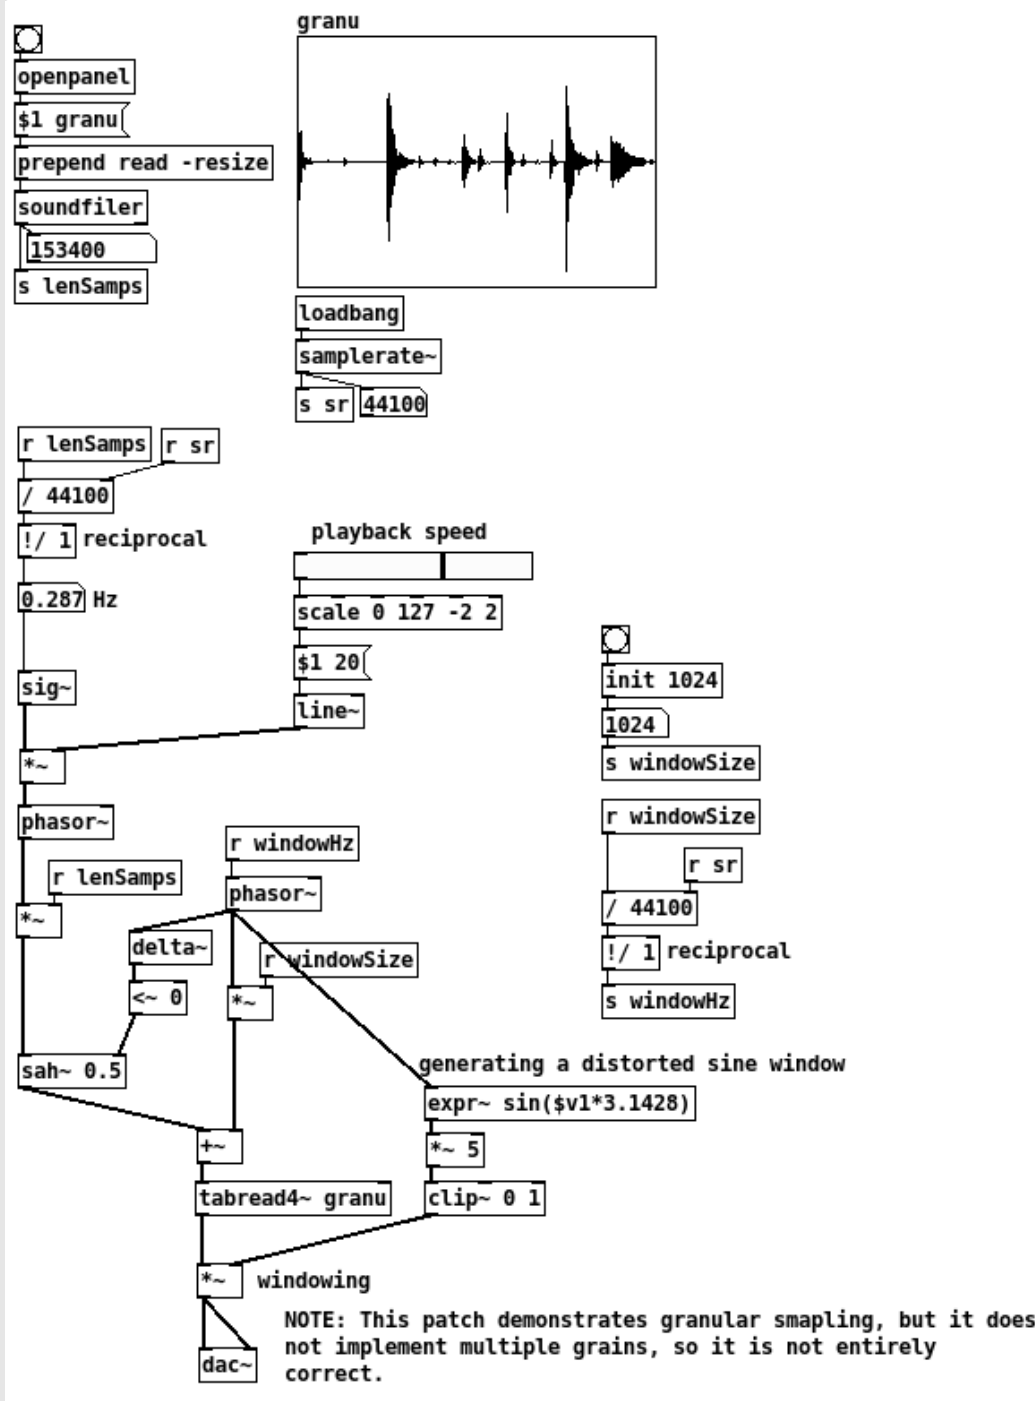 granu
openpanel
$1 granu
prepend read -resize
soundfiler
153400
s lenSamps
loadbang
samplerate~
s sr
44100
r lenSamps
r sr
/ 44100
!/ 1
reciprocal
0.287
Hz
sig~
*~
phasor~
r lenSamps
*~
playback speed
scale 0 127 -2 2
$1 20
line~
r windowHz
phasor~
delta~
<~ 0
r windowSize
*~
sah~ 0.5
+~
tabread4~ granu
init 1024
1024
s windowSize
r windowSize
r sr
/ 44100
!/ 1
reciprocal
s windowHz
generating a distorted sine window
expr~ sin($v1*3.1428)
*~ 5
clip~ 0 1
*~
windowing
dac~
NOTE: This patch demonstrates granular smapling, but it does
not implement multiple grains, so it is not entirely
correct.